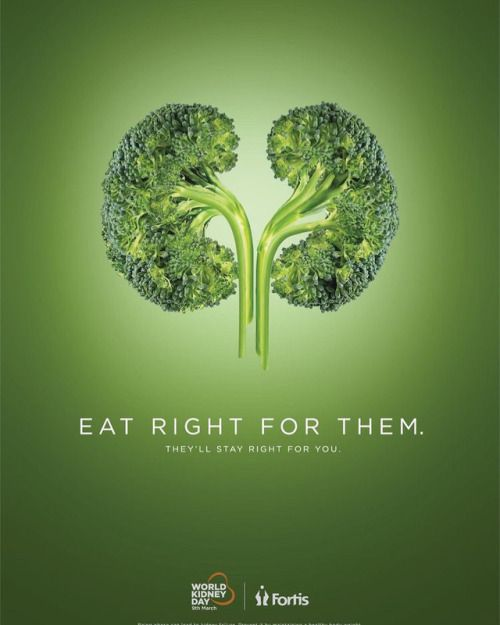 EAT RIGHT FOR THEM.
THEY'LL STAY RIGHT FOR YOU.
WORLD
KIDNEY
DAY
9th March
Fortis